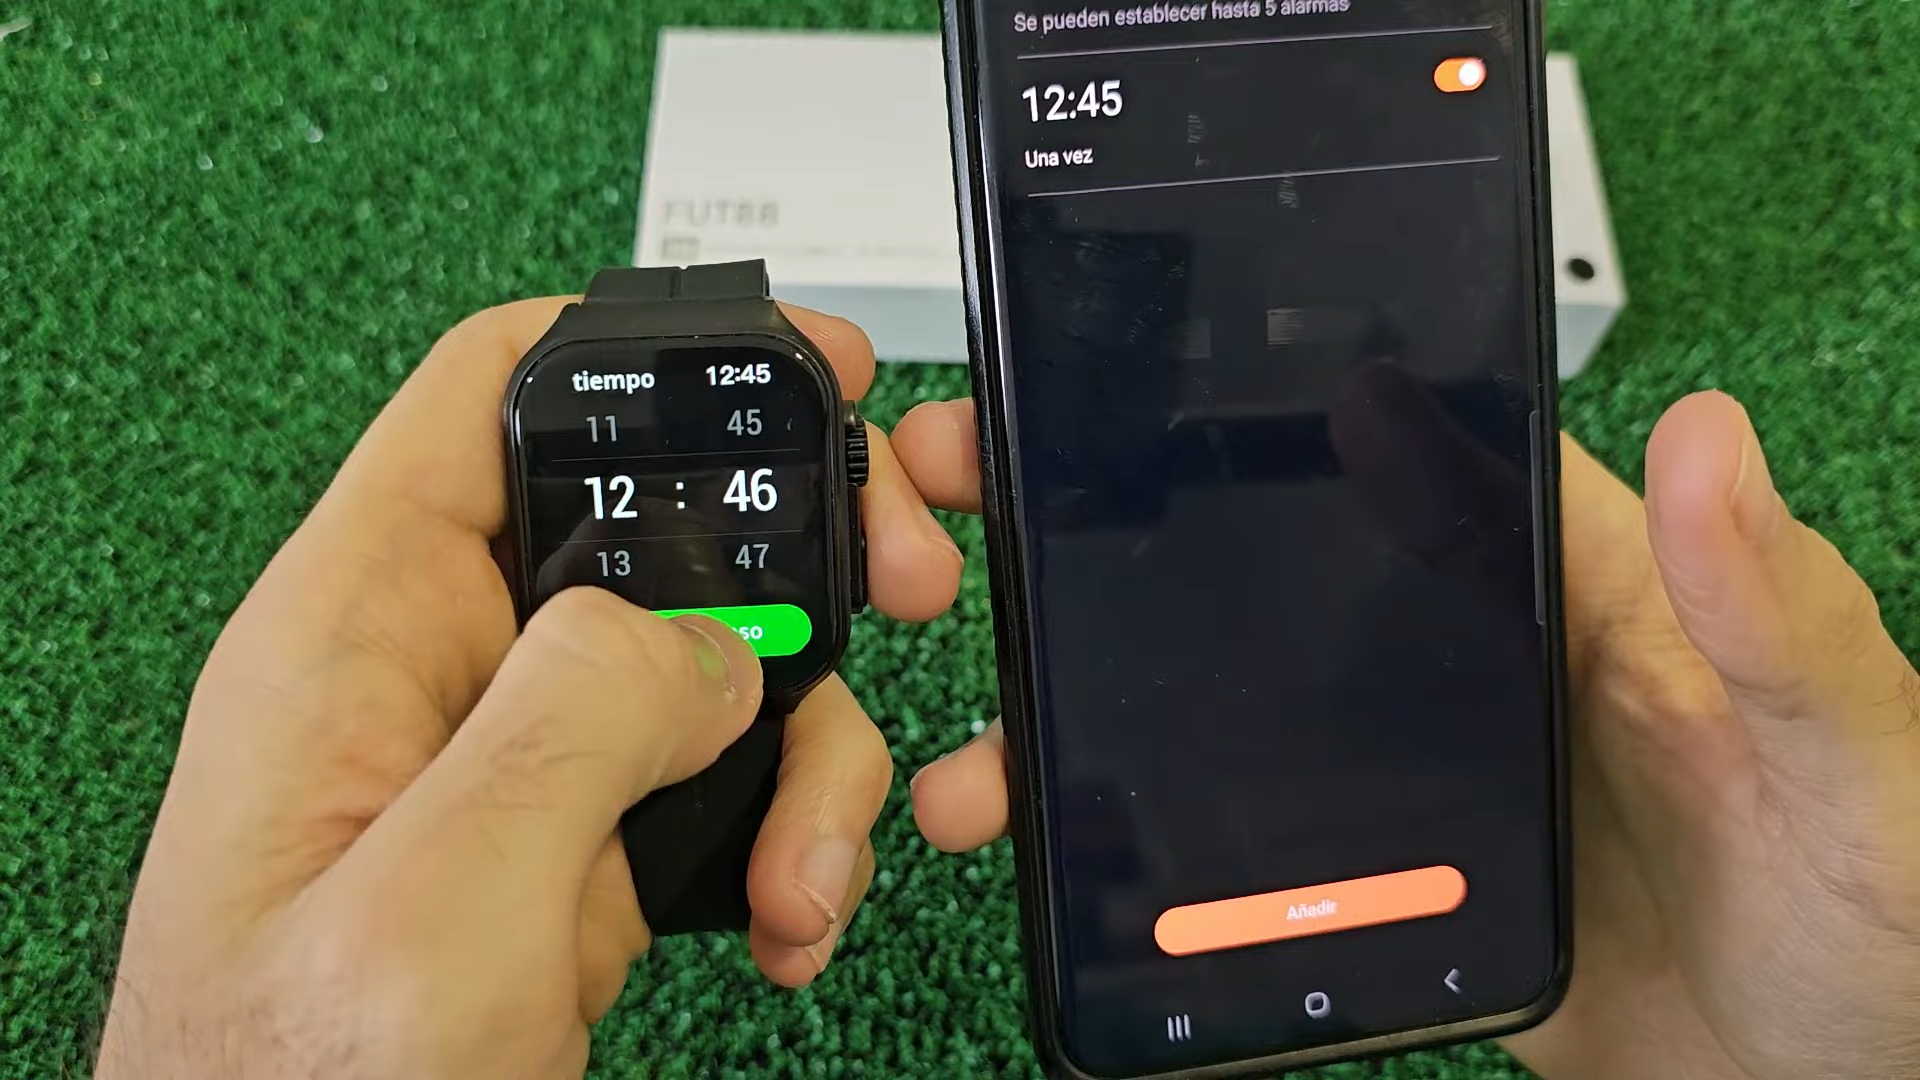 Se pueden establecer hasta 5 alarmas
12:45
Una vez
FUT88
tiempo 12:45
11 45
12 : 46
13 47
Añadir